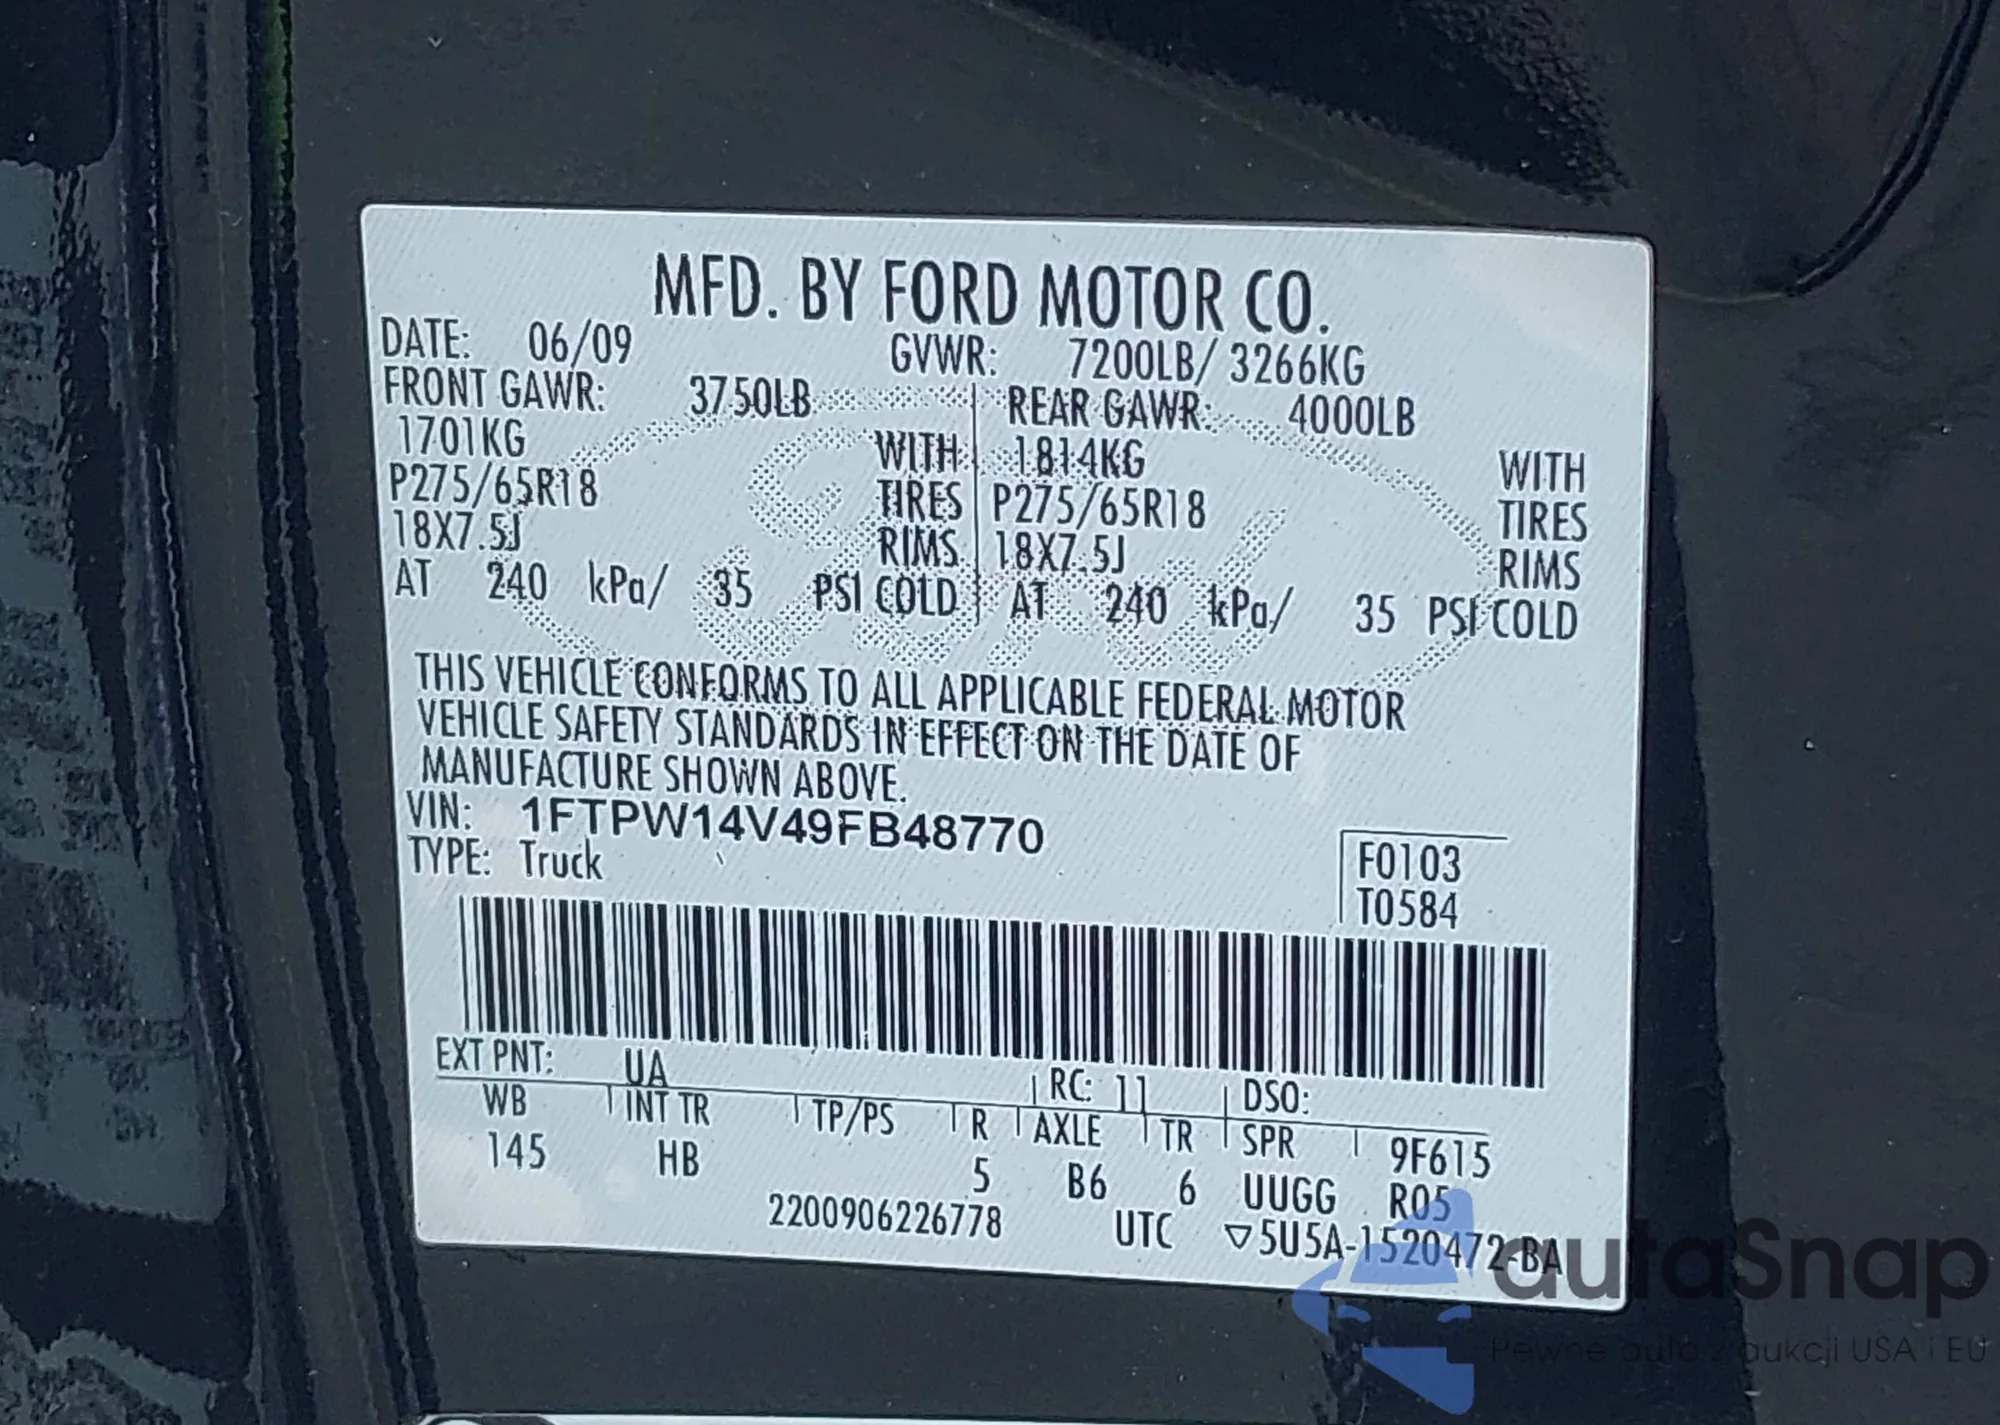 MFD. BY FORD MOTOR CO.
DATE: 06/09 GVWR: 7200LB/ 3266KG
FRONT GAWR: 3750LB REAR GAWR: 4000LB
1701KG WITH 1814KG WITH
P275/65R18 TIRES P275/65R18 TIRES
18X7.5J RIMS 18X7.5J RIMS
AT 240 kPa/ 35 PSI COLD AT 240 kPa/ 35 PSI COLD
THIS VEHICLE CONFORMS TO ALL APPLICABLE FEDERAL MOTOR
VEHICLE SAFETY STANDARDS IN EFFECT ON THE DATE OF
MANUFACTURE SHOWN ABOVE.
VIN: 1FTPW14V49FB48770
TYPE: Truck
F0103
T0584
EXT PNT: UA RC: 11 DSO:
WB INT TR TP/PS R AXLE TR SPR 9F615
145 HB 5 B6 6 UUGG R05
2200906226778 UTC ▽5U5A-1520472-BA
autaSnap
Pewne auta z aukcji USA i EU